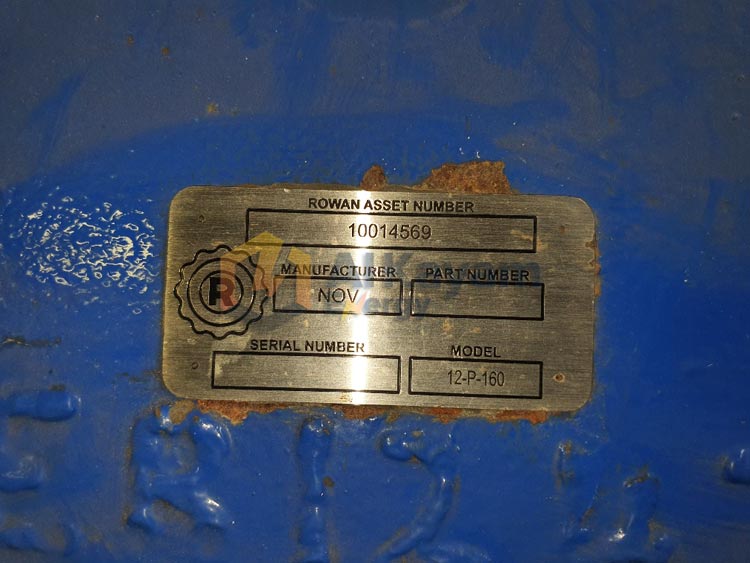 ROWAN ASSET NUMBER
10014569
R
MANUFACTURER PART NUMBER
NOV
SERIAL NUMBER MODEL
12-P-160